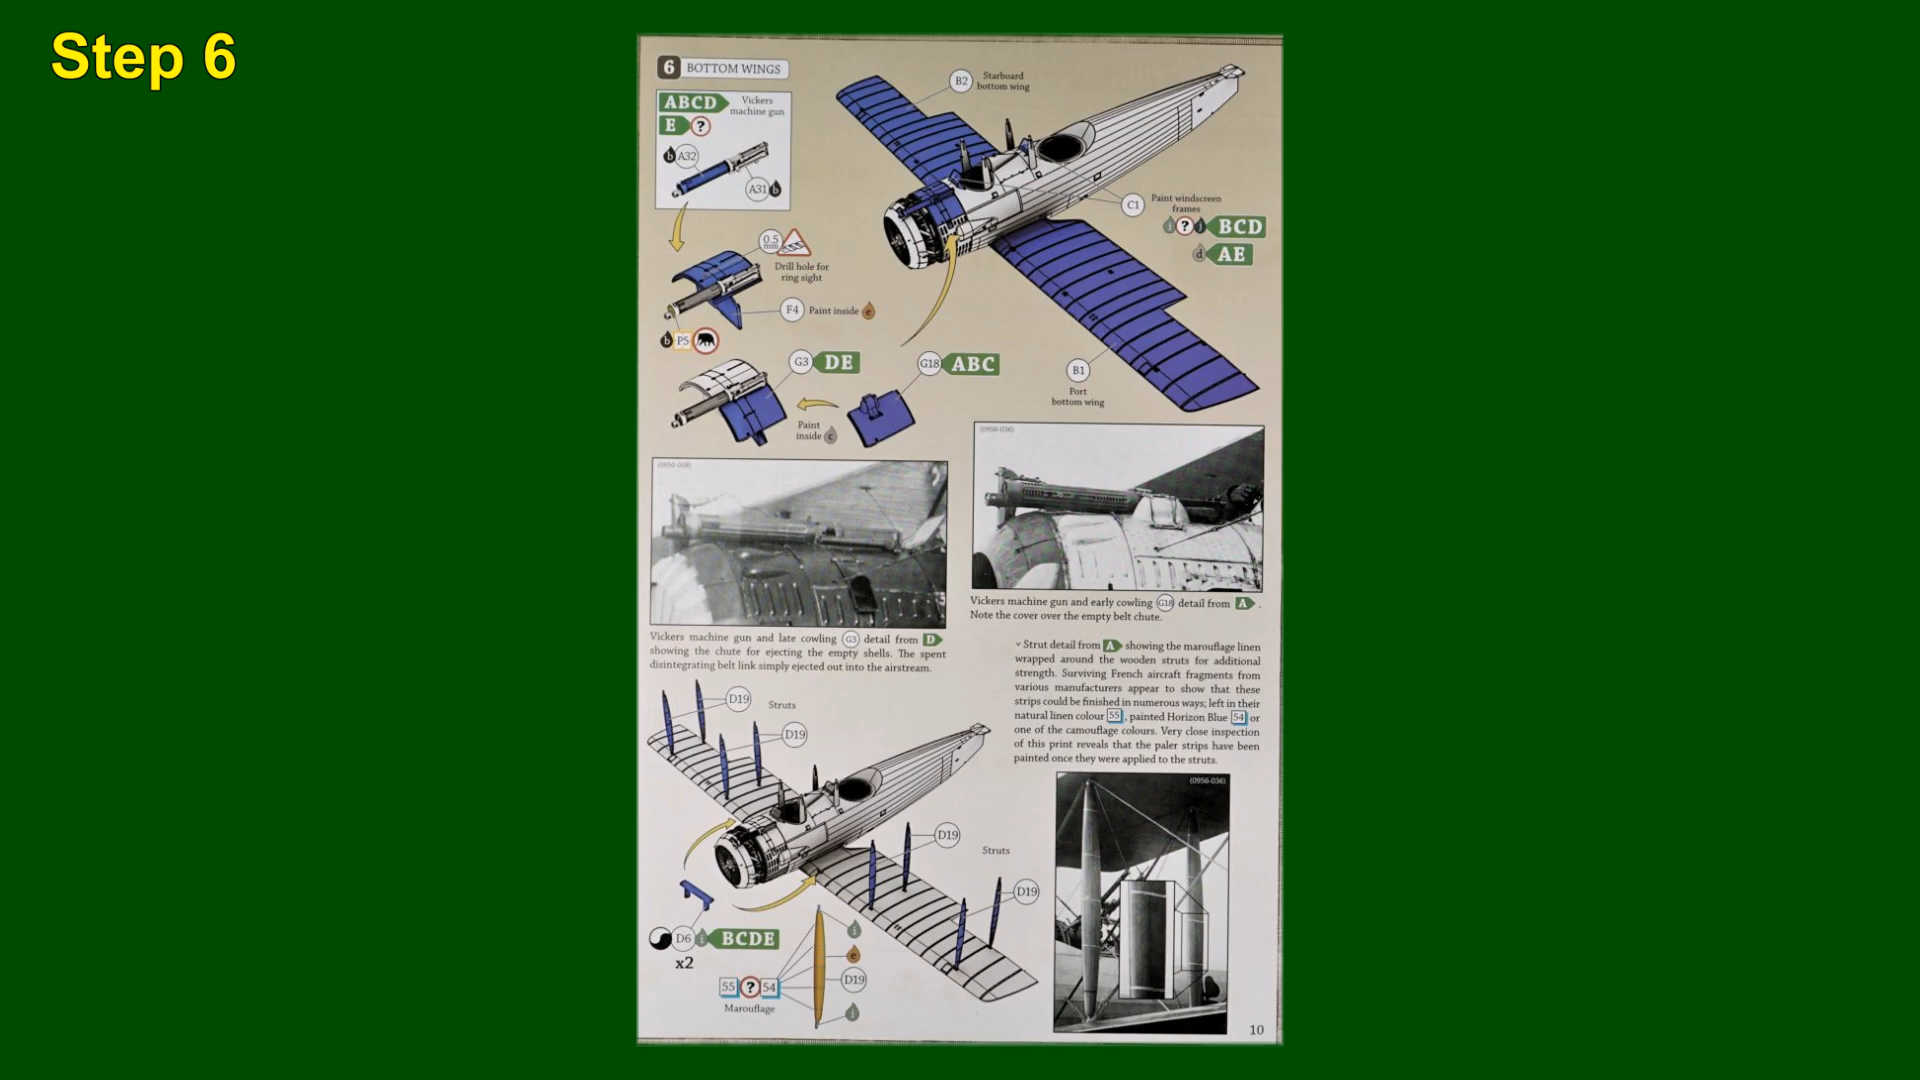 Step 6
6 BOTTOM WINGS
ABCD
Vickers
machine gun
E ?
b A32
A31 b
B2
Starboard
bottom wing
C1
Paint windscreen
frames
i ? j BCD
d AE
0.5
mm
Drill hole for
ring sight
F4 Paint inside e
b P5
G3 DE
G18 ABC
Paint
inside c
B1
Port
bottom wing
(0950-008)
(0956-036)
Vickers machine gun and early cowling G18 detail from A .
Note the cover over the empty belt chute.
Vickers machine gun and late cowling G3 detail from D
showing the chute for ejecting the empty shells. The spent
disintegrating belt link simply ejected out into the airstream.
Strut detail from A showing the marouflage linen
wrapped around the wooden struts for additional
strength. Surviving French aircraft fragments from
various manufacturers appear to show that these
strips could be finished in numerous ways; left in their
natural linen colour 55, painted Horizon Blue 54 or
one of the camouflage colours. Very close inspection
of this print reveals that the paler strips have been
painted once they were applied to the struts.
D19
Struts
D19
D19
Struts
D19
D6 i BCDE
x2
i
e
D19
i
55 ? 54
Marouflage
(0956-036)
10